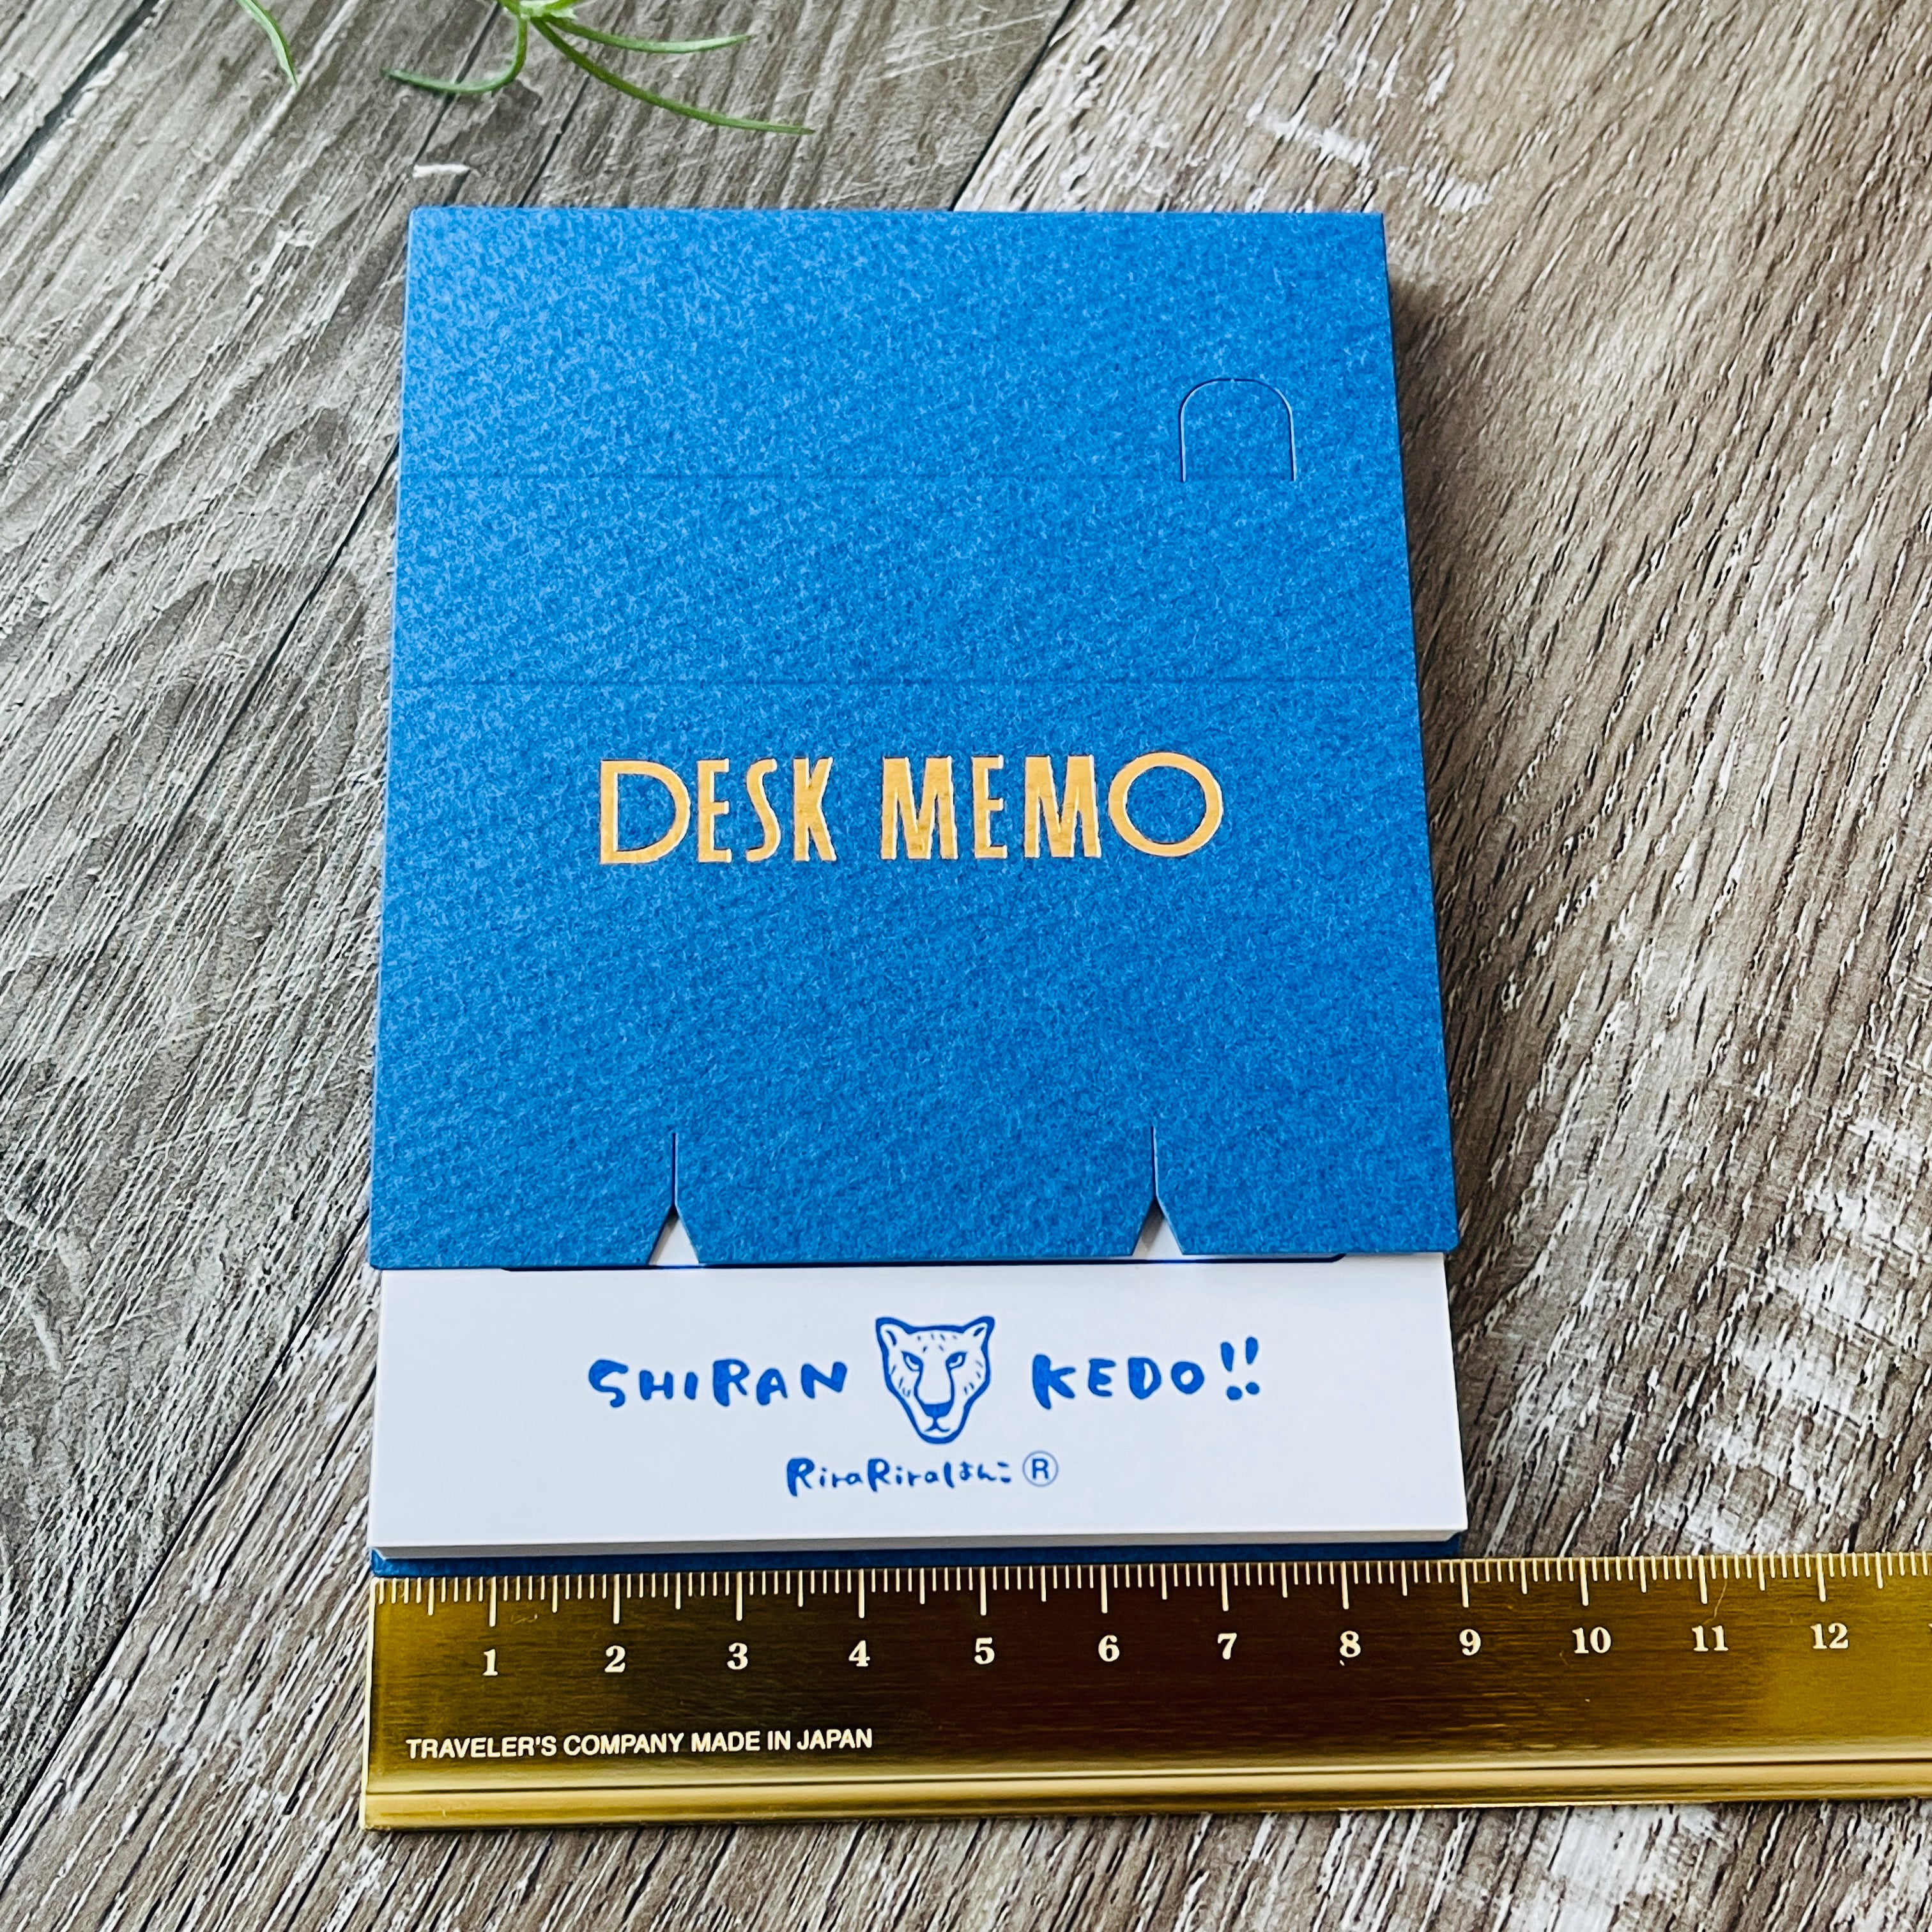 DESK MEMO
SHIRAN KEDO!!
RiraRiraはんこ®
1 2 3 4 5 6 7 8 9 10 11 12
TRAVELER'S COMPANY MADE IN JAPAN